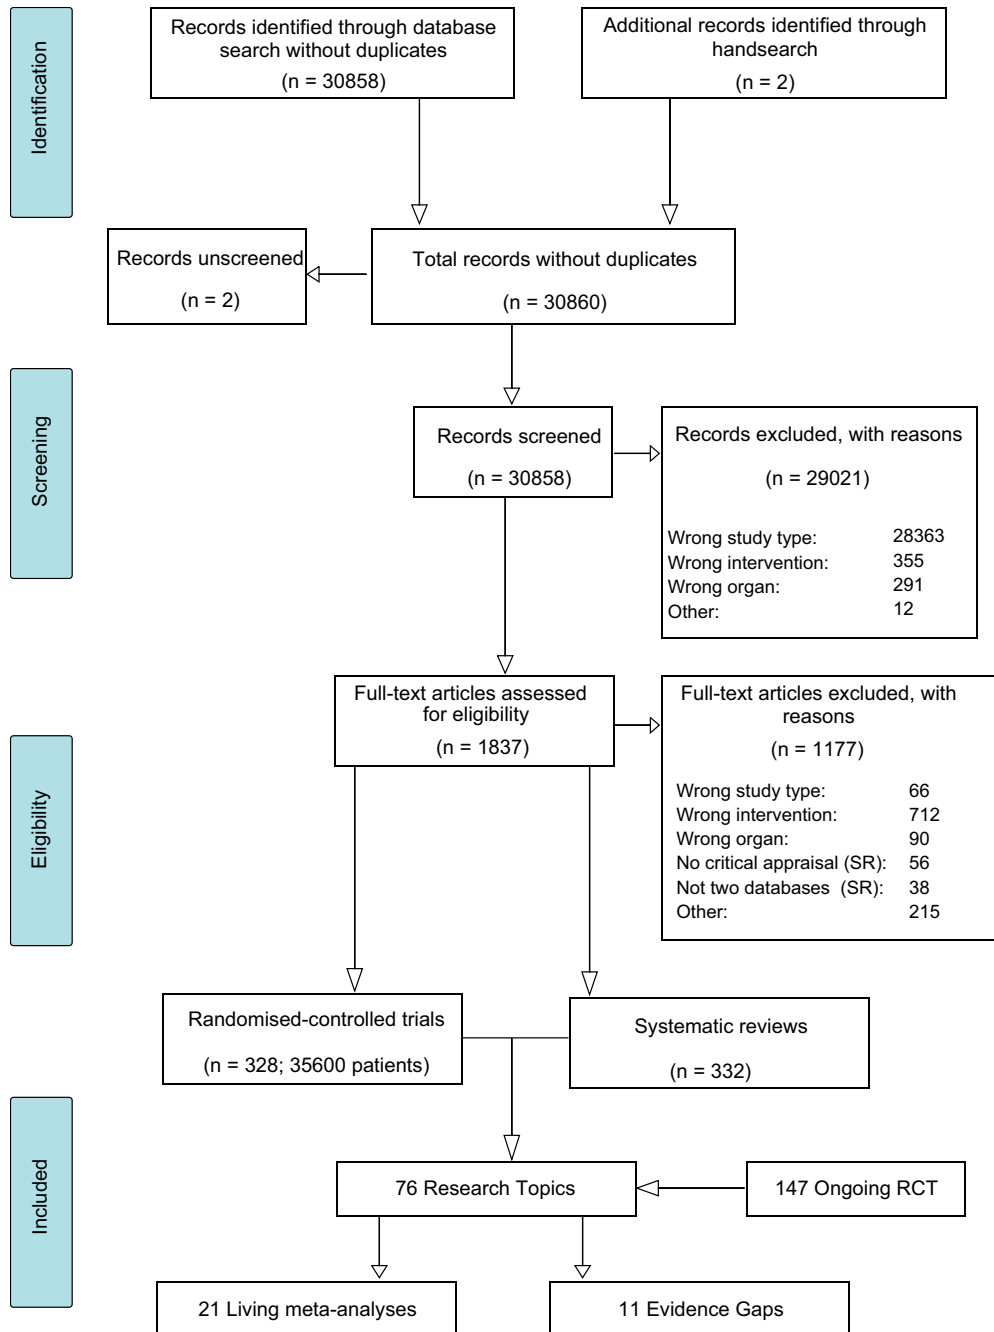 Identification
Records identified through database
search without duplicates
(n = 30858)
Additional records identified through
handsearch
(n = 2)
Records unscreened
(n = 2)
Total records without duplicates
(n = 30860)
Screening
Records screened
(n = 30858)
Records excluded, with reasons
(n = 29021)
Wrong study type: 28363
Wrong intervention: 355
Wrong organ: 291
Other: 12
Eligibility
Full-text articles assessed
for eligibility
(n = 1837)
Full-text articles excluded, with
reasons
(n = 1177)
Wrong study type: 66
Wrong intervention: 712
Wrong organ: 90
No critical appraisal (SR): 56
Not two databases (SR): 38
Other: 215
Randomised-controlled trials
(n = 328; 35600 patients)
Systematic reviews
(n = 332)
Included
76 Research Topics
147 Ongoing RCT
21 Living meta-analyses
11 Evidence Gaps